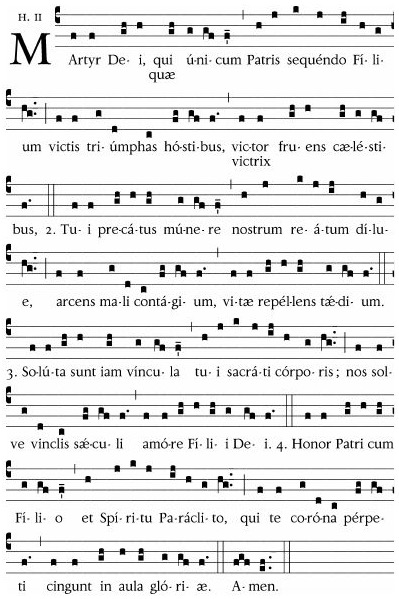 H. II
MArtyr De- i, qui ú-ni-cum Patris sequéndo Fí- li-
quæ
um victis tri-úmphas hó-sti-bus, vic-tor fru-ens cæ-lé-sti-
victrix
bus, 2. Tu- i pre-cá-tus mú-ne-re nostrum re-á-tum dí-lu-
e, arcens ma-li contá-gi-um, vi-tæ repél-lens tǽ-di-um.
3. So-lú-ta sunt iam víncu-la tu- i sacrá-ti córpo-ris; nos sol-
ve vinclis sǽ-cu-li amó-re Fí-li-i De- i. 4. Honor Patri cum
Fí-li-o et Spí-ri-tu Pa-rácli-to, qui te co-ró-na pérpe-
ti cingunt in aula gló-ri-æ. A-men.